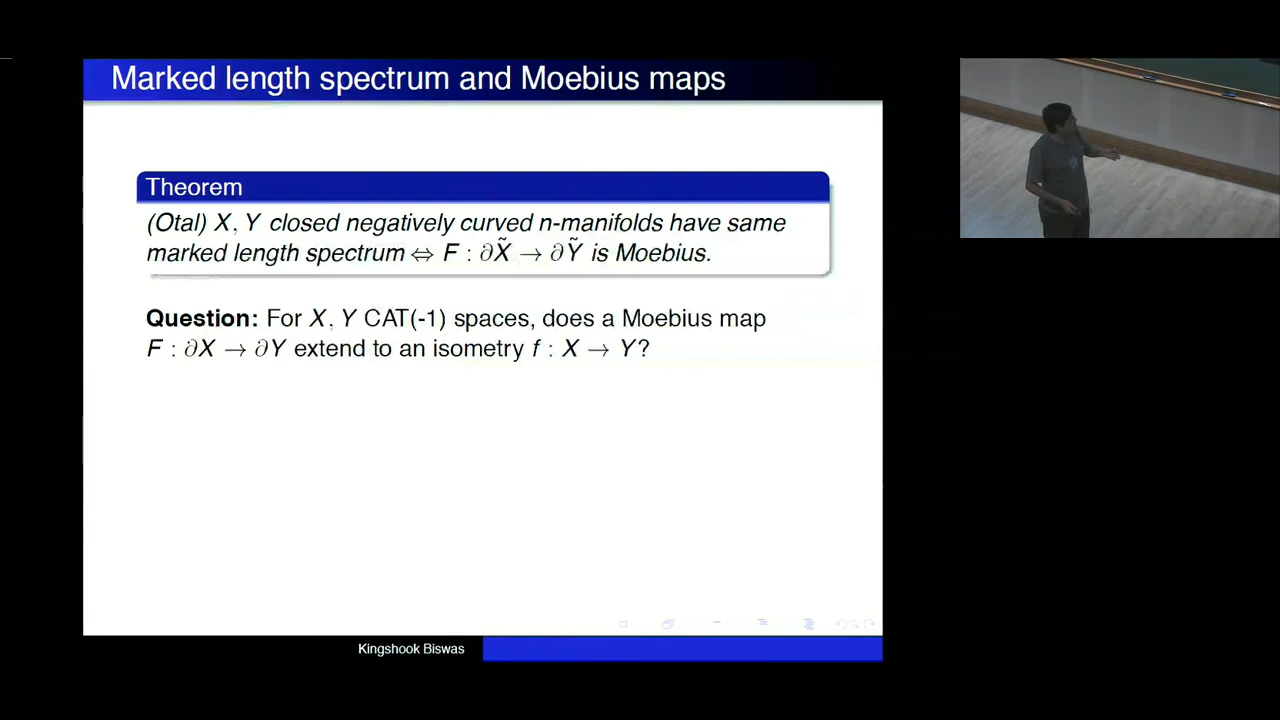 Marked length spectrum and Moebius maps
Theorem
(Otal) X, Y closed negatively curved n-manifolds have same
marked length spectrum ⇔ F : ∂X̃ → ∂Ỹ is Moebius.
Question: For X, Y CAT(-1) spaces, does a Moebius map
F : ∂X → ∂Y extend to an isometry f : X → Y?
Kingshook Biswas